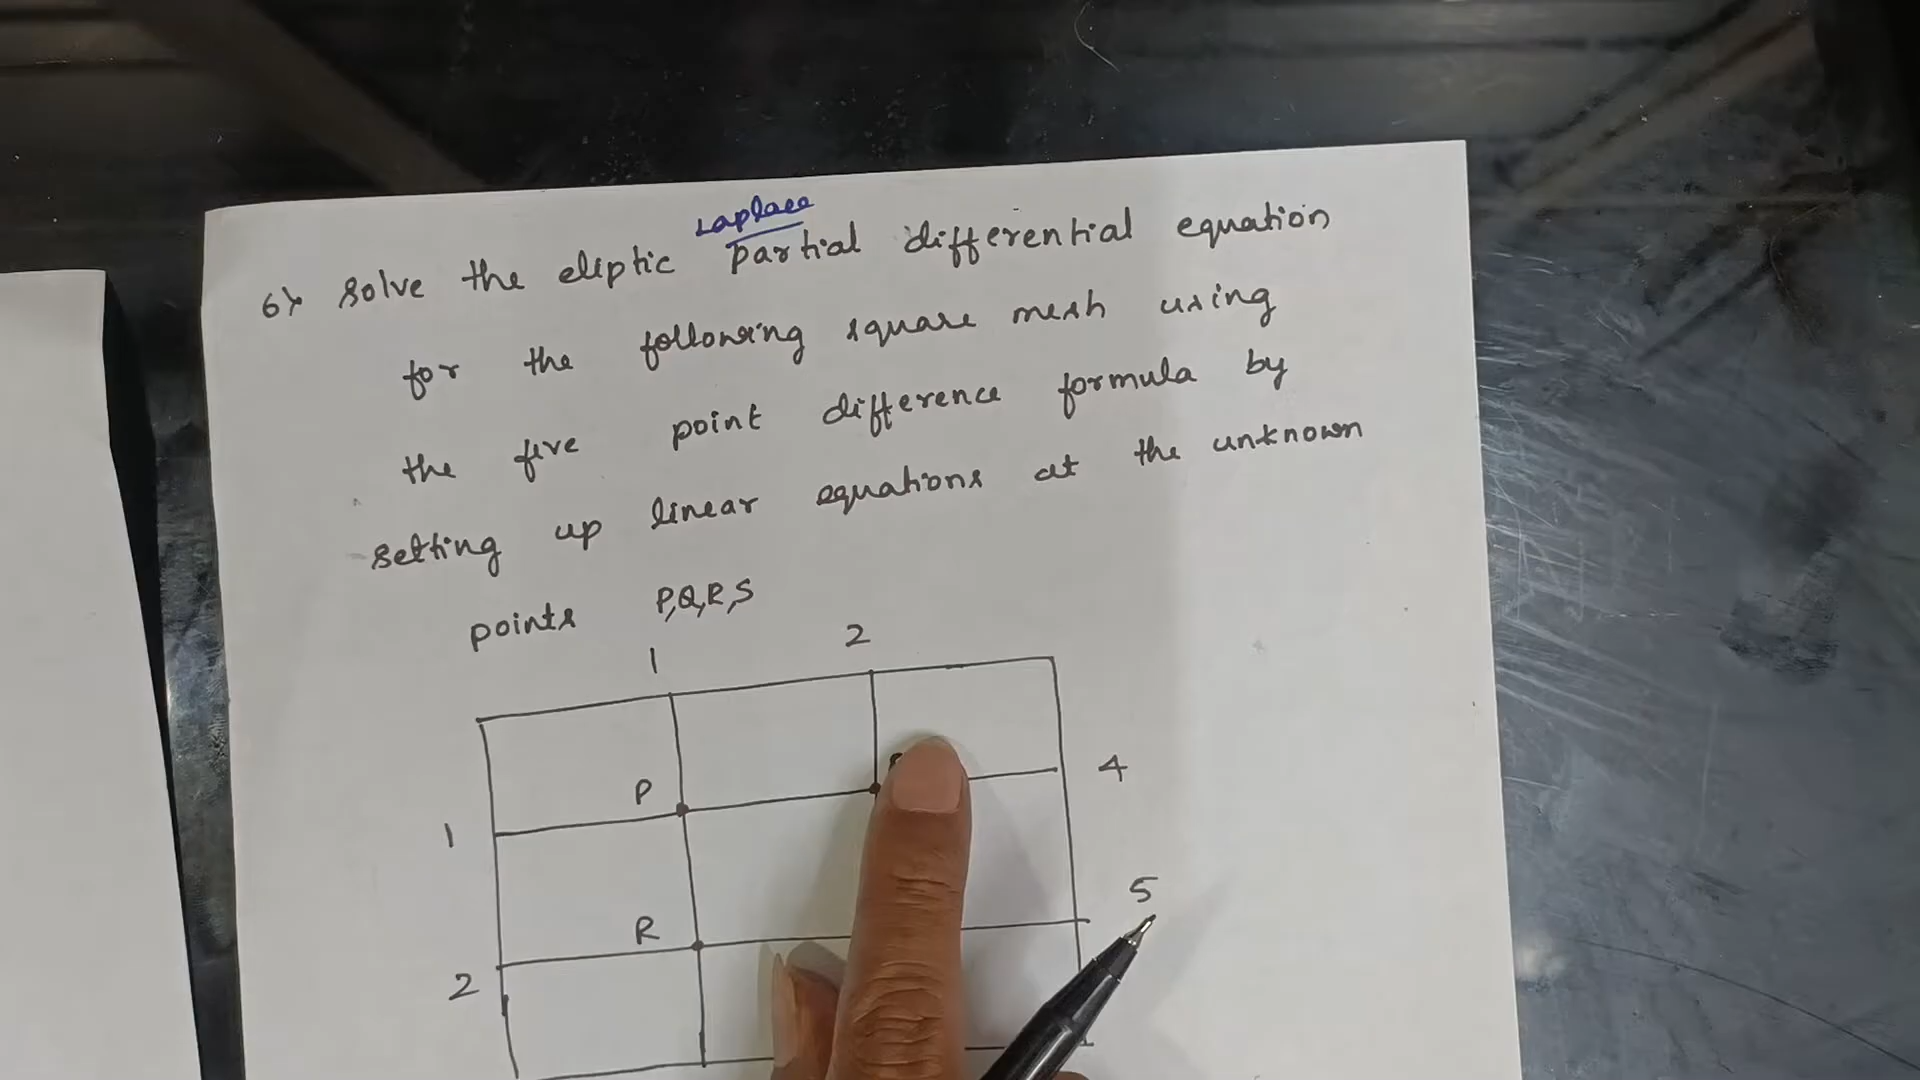 Laplace
6> solve the eliptic partial differential equation
for the following square mesh using
the five point difference formula by
setting up linear equations at the unknown
points P,Q,R,S
1 2
P 4
1
R 5
2